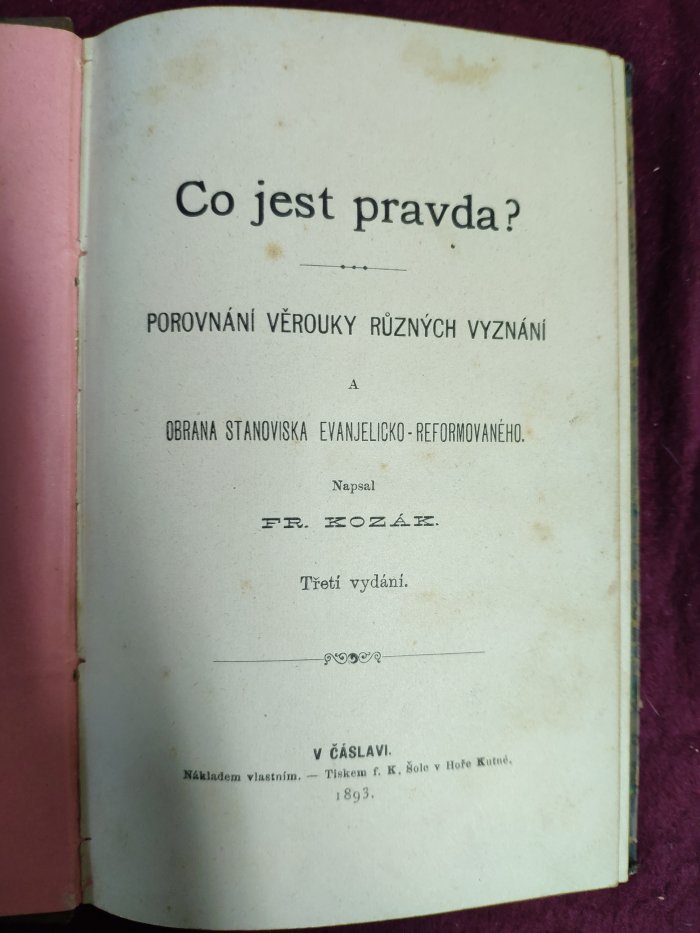 Co jest pravda?
POROVNÁNÍ VĚROUKY RŮZNÝCH VYZNÁNÍ
A
OBRANA STANOVISKA EVANJELICKO-REFORMOVANÉHO.
Napsal
FR. KOZÁK.
Třetí vydání.
V ČÁSLAVI.
Nákladem vlastním. — Tiskem f. K. Šolc v Hoře Kutné.
1893.